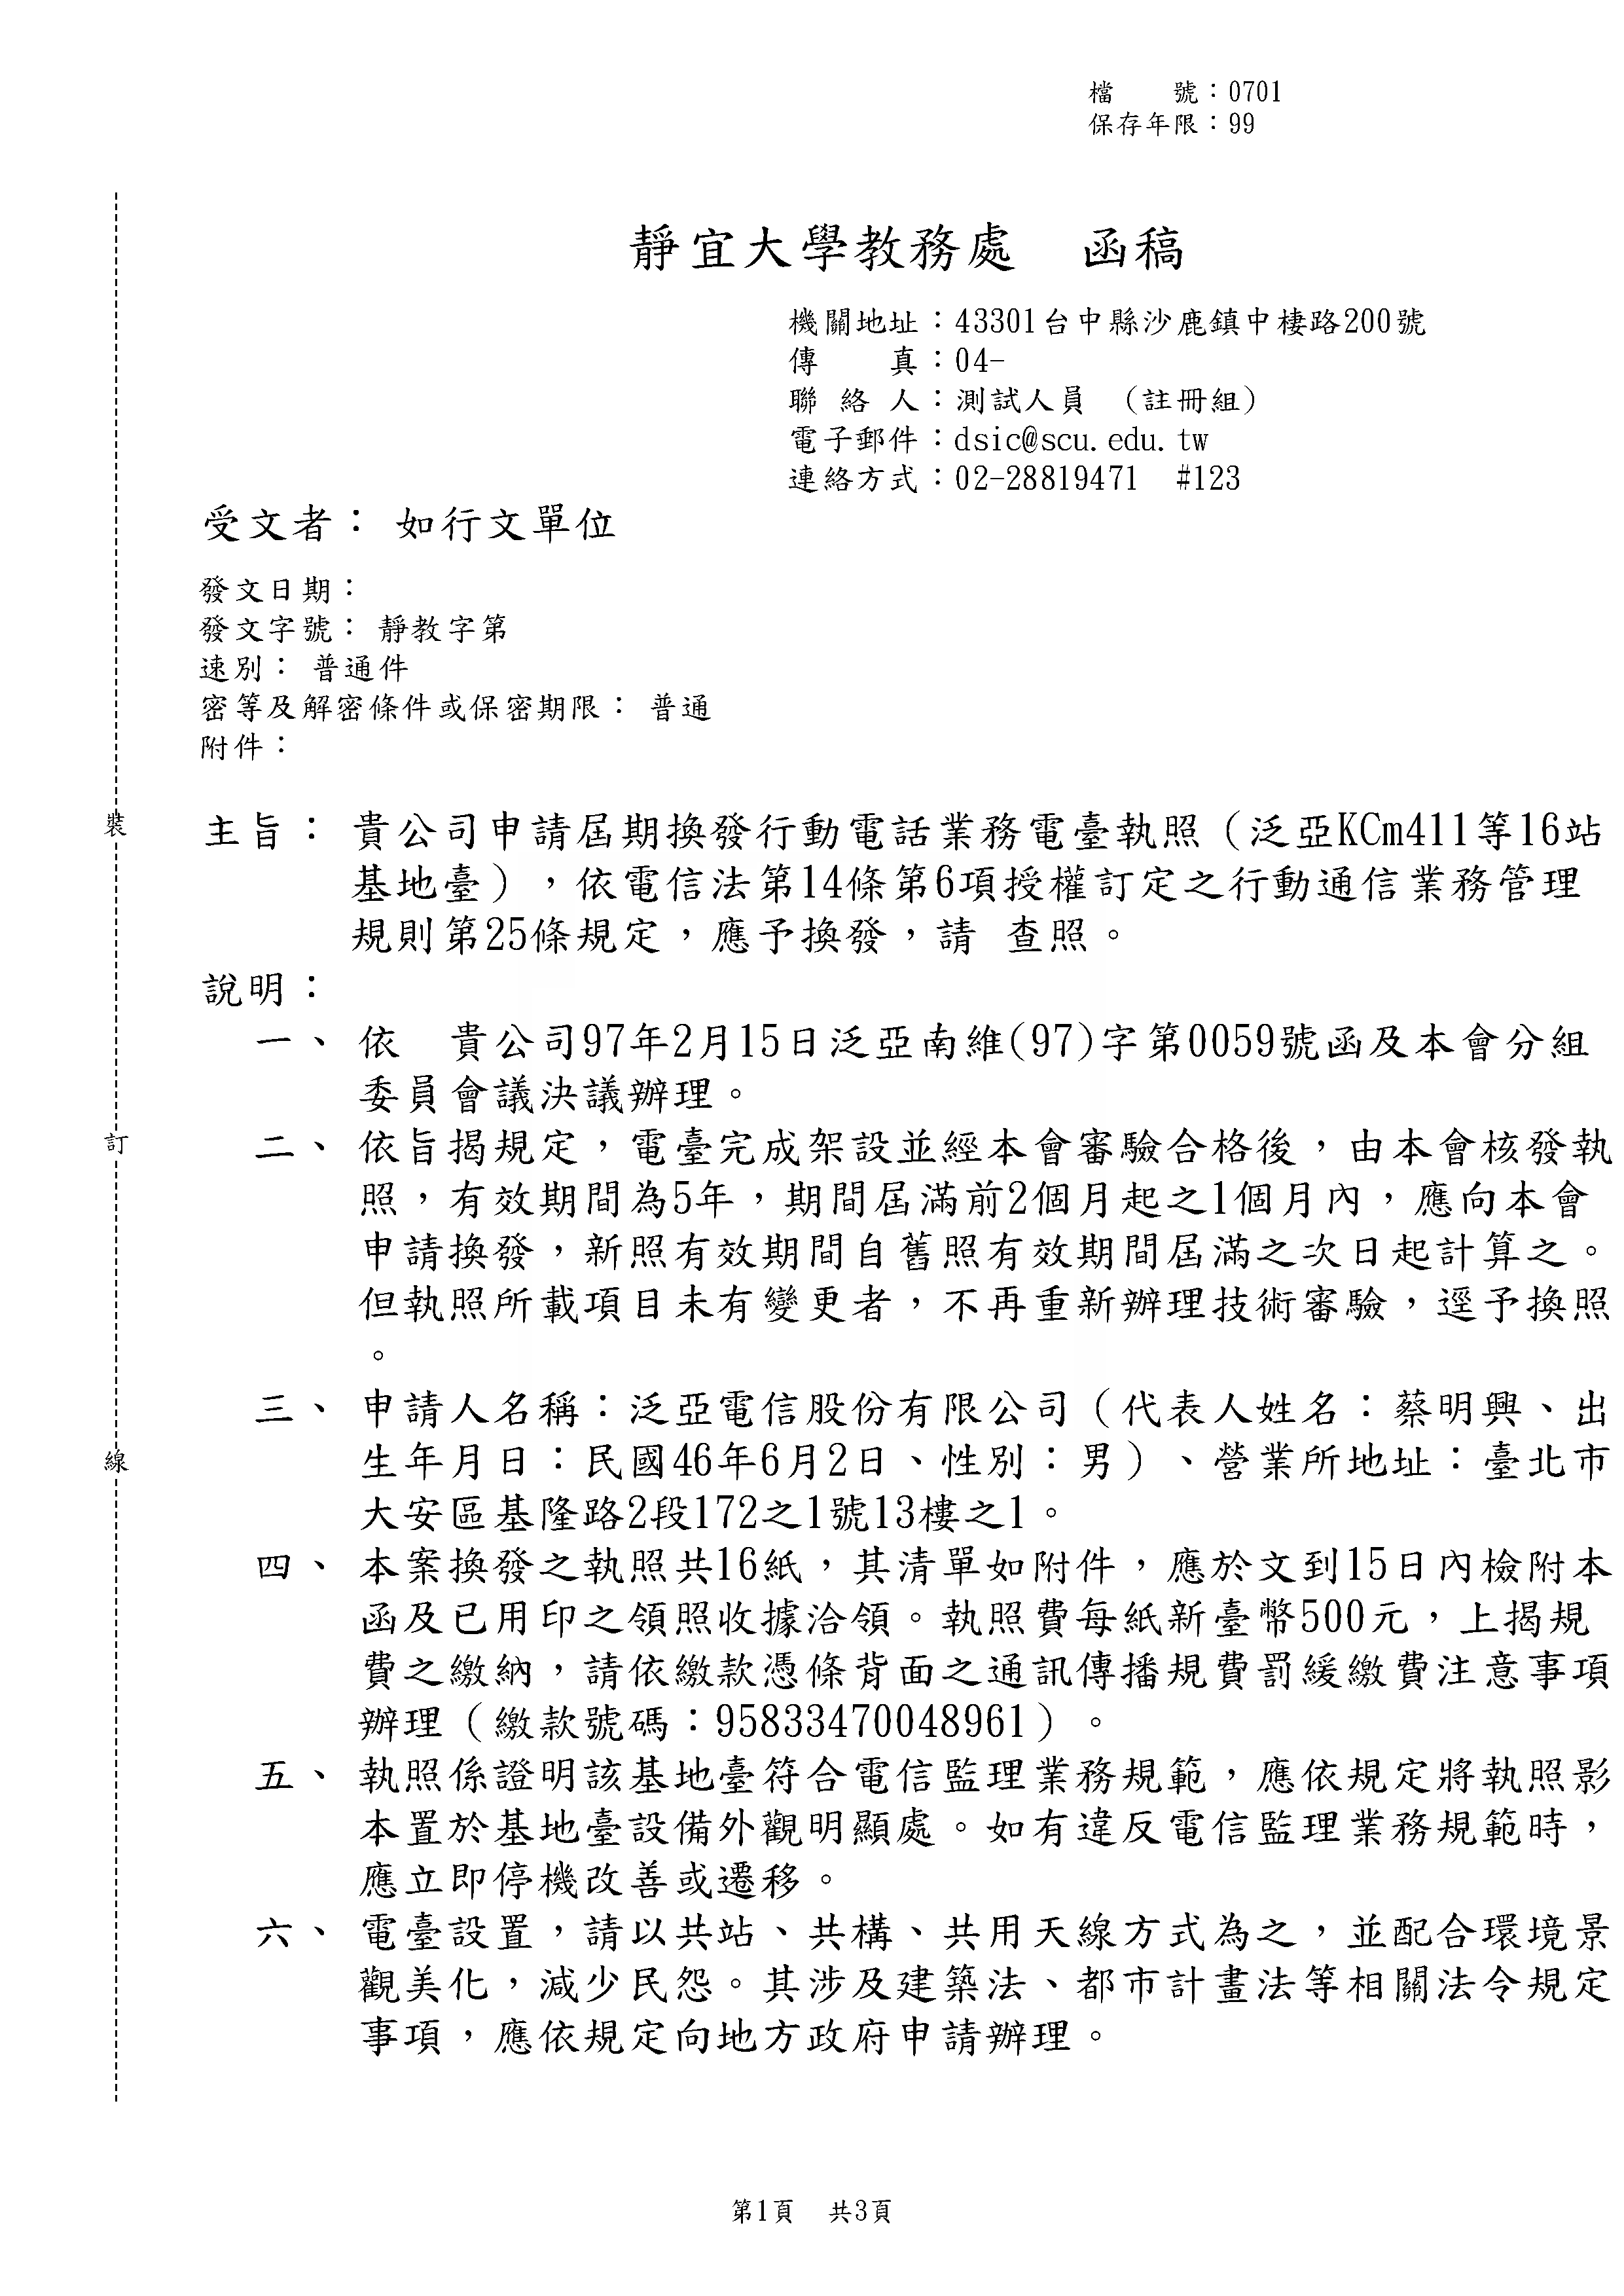 檔　　號：0701
保存年限：99
靜宜大學教務處　函稿
機關地址：43301台中縣沙鹿鎮中棲路200號
傳　　真：04-
聯 絡 人：測試人員　（註冊組）
電子郵件：dsic@scu.edu.tw
連絡方式：02-28819471　#123
受文者： 如行文單位
發文日期：
發文字號： 靜教字第
速別： 普通件
密等及解密條件或保密期限： 普通
附件：
裝
主旨： 貴公司申請屆期換發行動電話業務電臺執照（泛亞KCm411等16站
基地臺），依電信法第14條第6項授權訂定之行動通信業務管理
規則第25條規定，應予換發，請 查照。
說明：
一、 依　貴公司97年2月15日泛亞南維(97)字第0059號函及本會分組
委員會議決議辦理。
訂
二、 依旨揭規定，電臺完成架設並經本會審驗合格後，由本會核發執
照，有效期間為5年，期間屆滿前2個月起之1個月內，應向本會
申請換發，新照有效期間自舊照有效期間屆滿之次日起計算之。
但執照所載項目未有變更者，不再重新辦理技術審驗，逕予換照
。
三、 申請人名稱：泛亞電信股份有限公司（代表人姓名：蔡明興、出
線
生年月日：民國46年6月2日、性別：男）、營業所地址：臺北市
大安區基隆路2段172之1號13樓之1。
四、 本案換發之執照共16紙，其清單如附件，應於文到15日內檢附本
函及已用印之領照收據洽領。執照費每紙新臺幣500元，上揭規
費之繳納，請依繳款憑條背面之通訊傳播規費罰緩繳費注意事項
辦理（繳款號碼：95833470048961）。
五、 執照係證明該基地臺符合電信監理業務規範，應依規定將執照影
本置於基地臺設備外觀明顯處。如有違反電信監理業務規範時，
應立即停機改善或遷移。
六、 電臺設置，請以共站、共構、共用天線方式為之，並配合環境景
觀美化，減少民怨。其涉及建築法、都市計畫法等相關法令規定
事項，應依規定向地方政府申請辦理。
第1頁　共3頁